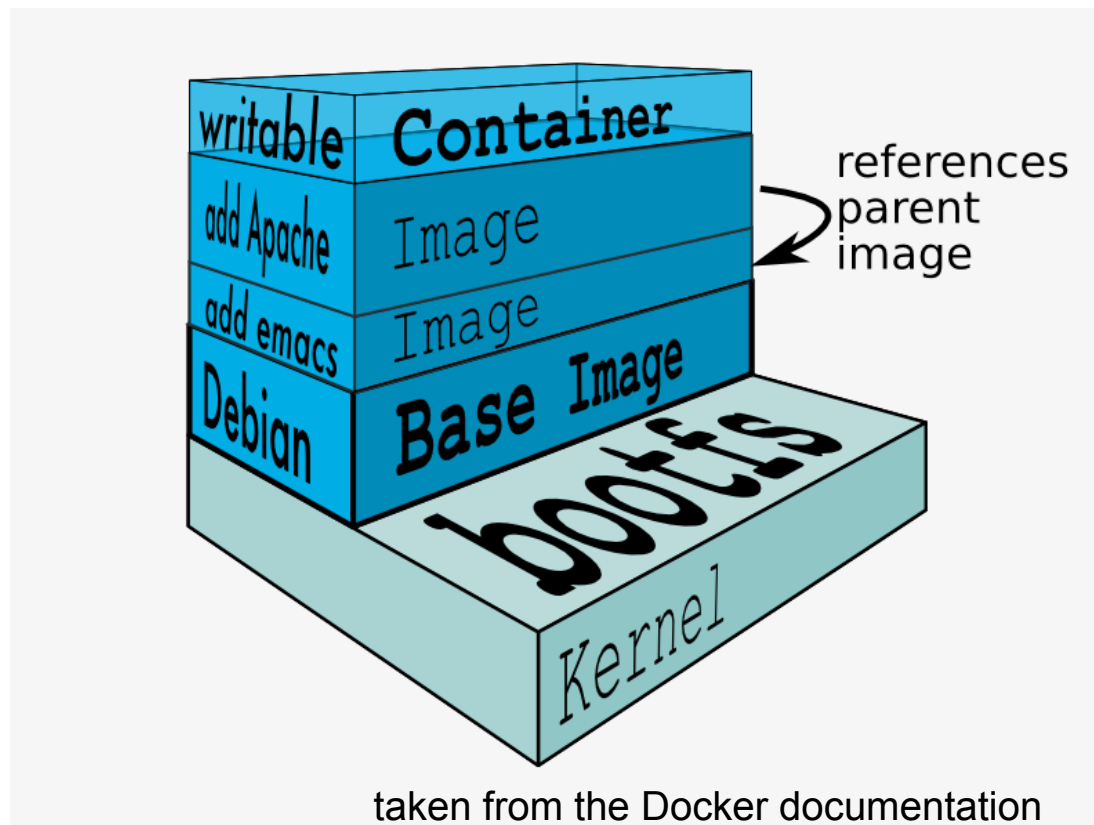 writable
Container
add Apache
Image
add emacs
Image
Debian
Base Image
bootfs
Kernel
references
parent
image
taken from the Docker documentation